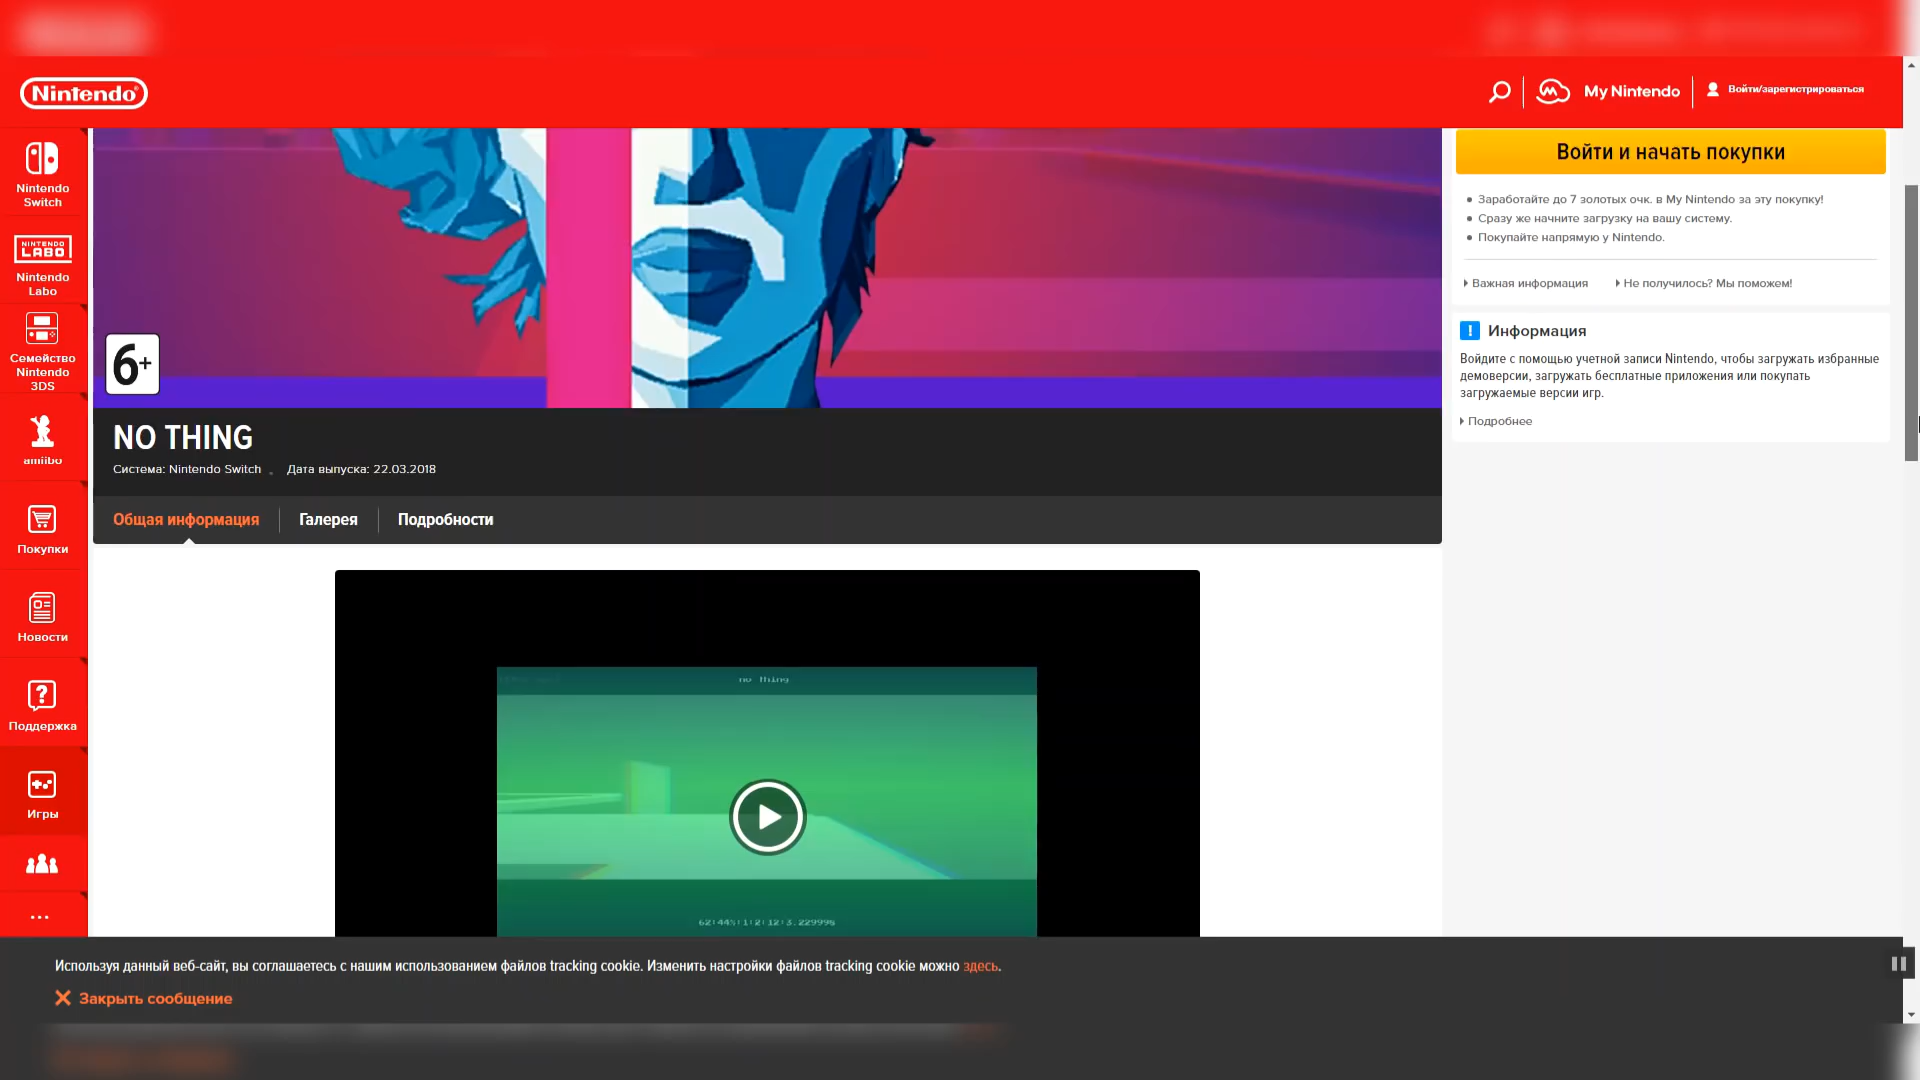 Nintendo
My Nintendo
Войти/зарегистрироваться
Nintendo
Switch
NINTENDO
LABO
Nintendo
Labo
Семейство
Nintendo
3DS
amiibo
Покупки
Новости
Поддержка
Игры
...
6+
NO THING
Система: Nintendo Switch
Дата выпуска: 22.03.2018
Общая информация
Галерея
Подробности
no thing
Войти и начать покупки
Заработайте до 7 золотых очк. в My Nintendo за эту покупку!
Сразу же начните загрузку на вашу систему.
Покупайте напрямую у Nintendo.
Важная информация
Не получилось? Мы поможем!
! Информация
Войдите с помощью учетной записи Nintendo, чтобы загружать избранные
демоверсии, загружать бесплатные приложения или покупать
загружаемые версии игр.
Подробнее
Используя данный веб-сайт, вы соглашаетесь с нашим использованием файлов tracking cookie. Изменить настройки файлов tracking cookie можно здесь.
Закрыть сообщение